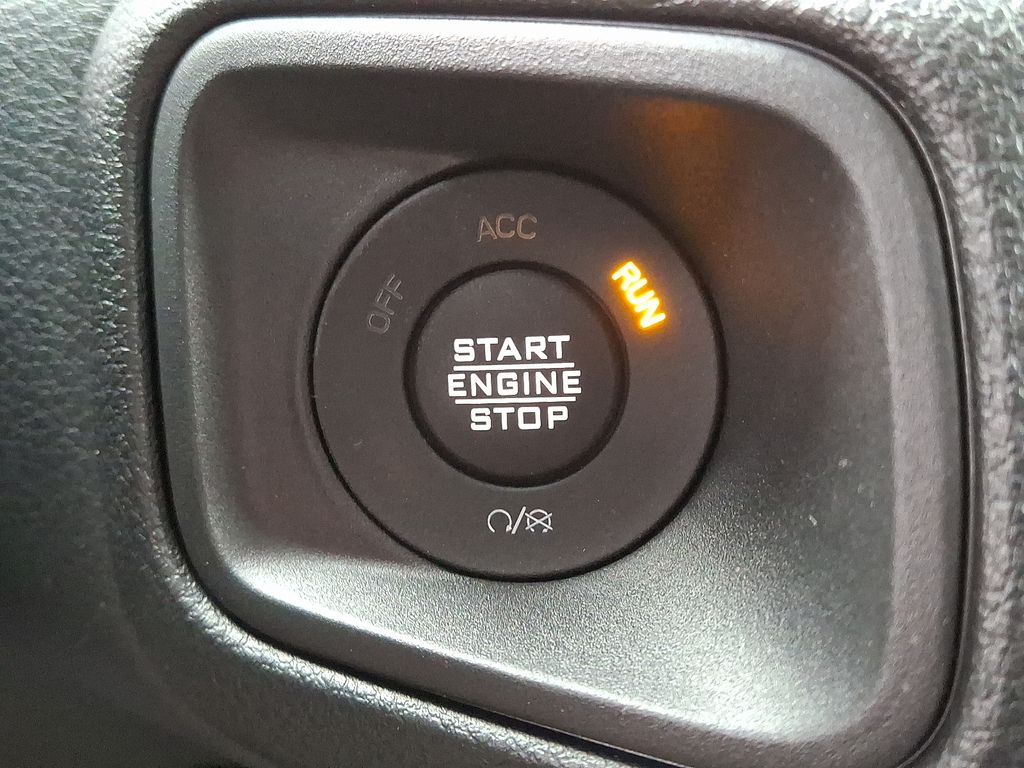 ACC
OFF
RUN
START
ENGINE
STOP